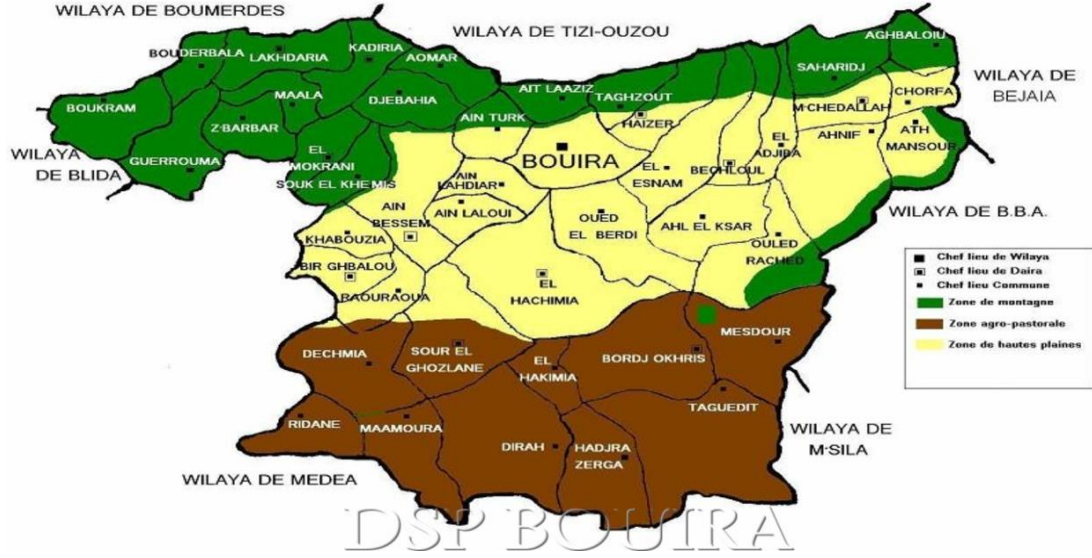 WILAYA DE BOUMERDES
WILAYA DE TIZI-OUZOU
AGHBALOIU
BOUDERBALA
LAKHDARIA
KADIRIA
AOMAR
SAHARIDJ
WILAYA DE
BEJAIA
BOUKRAM
MAALA
DJEBAHIA
AIT LAAZIZ
TAGHZOUT
M'CHEDALLAH
CHORFA
Z'BARBAR
AIN TURK
HAIZER
AHNIF
ATH
MANSOUR
WILAYA
DE BLIDA
GUERROUMA
EL
MOKRANI
SOUK EL KHEMIS
BOUIRA
EL
ESNAM
BECHLOUL
EL
ADJIBA
AIN
LAHDIAR
AIN
BESSEM
AIN LALOUI
OUED
EL BERDI
AHL EL KSAR
OULED
RACHED
WILAYA DE B.B.A.
KHABOUZIA
BIR GHBALOU
RAOURAOUA
EL
HACHIMIA
Chef lieu de Wilaya
Chef lieu de Daira
Chef lieu Commune
Zone de montagne
Zone agro-pastorale
Zone de hautes plaines
DECHMIA
SOUR EL
GHOZLANE
EL
HAKIMIA
BORDJ OKHRIS
MESDOUR
TAGUEDIT
RIDANE
MAAMOURA
DIRAH
HADJRA
ZERGA
WILAYA DE
M'SILA
WILAYA DE MEDEA
DSP BOUIRA